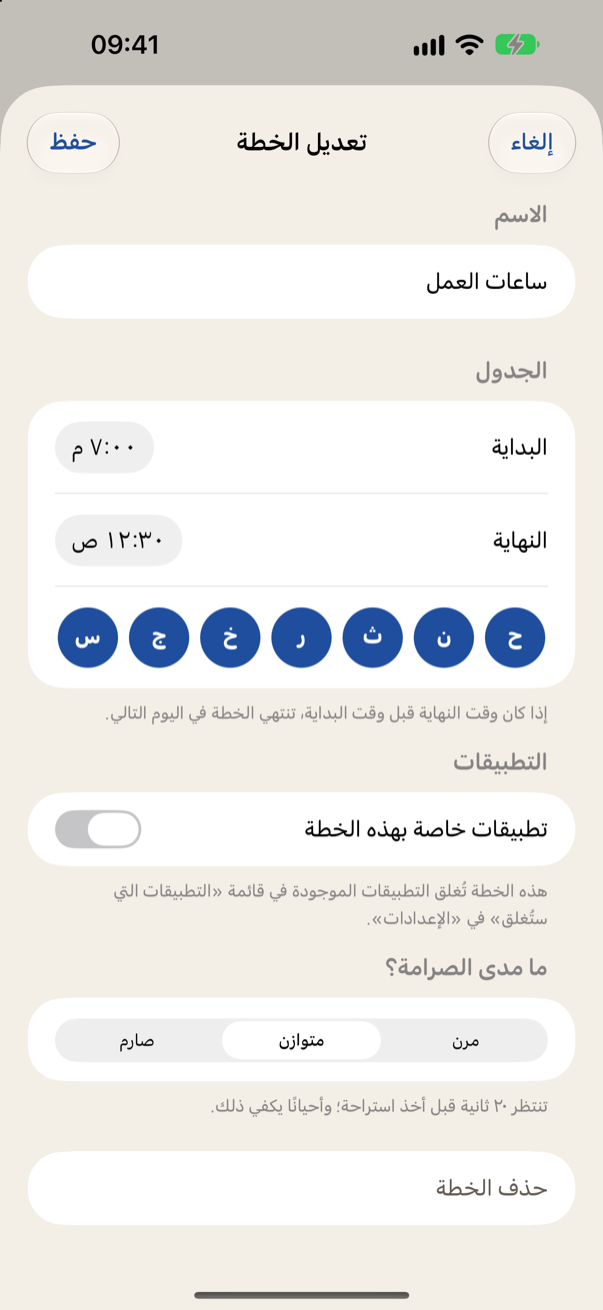 09:41
إلغاء
تعديل الخطة
حفظ
الاسم
ساعات العمل
الجدول
البداية
٧:٠٠ م
النهاية
١٢:٣٠ ص
ح ن ث ر خ ج س
إذا كان وقت النهاية قبل وقت البداية، تنتهي الخطة في اليوم التالي.
التطبيقات
تطبيقات خاصة بهذه الخطة
هذه الخطة تُغلق التطبيقات الموجودة في قائمة «التطبيقات التي
ستُغلق» في «الإعدادات».
ما مدى الصرامة؟
مرن
متوازن
صارم
تنتظر ٢٠ ثانية قبل أخذ استراحة؛ وأحيانًا يكفي ذلك.
حذف الخطة